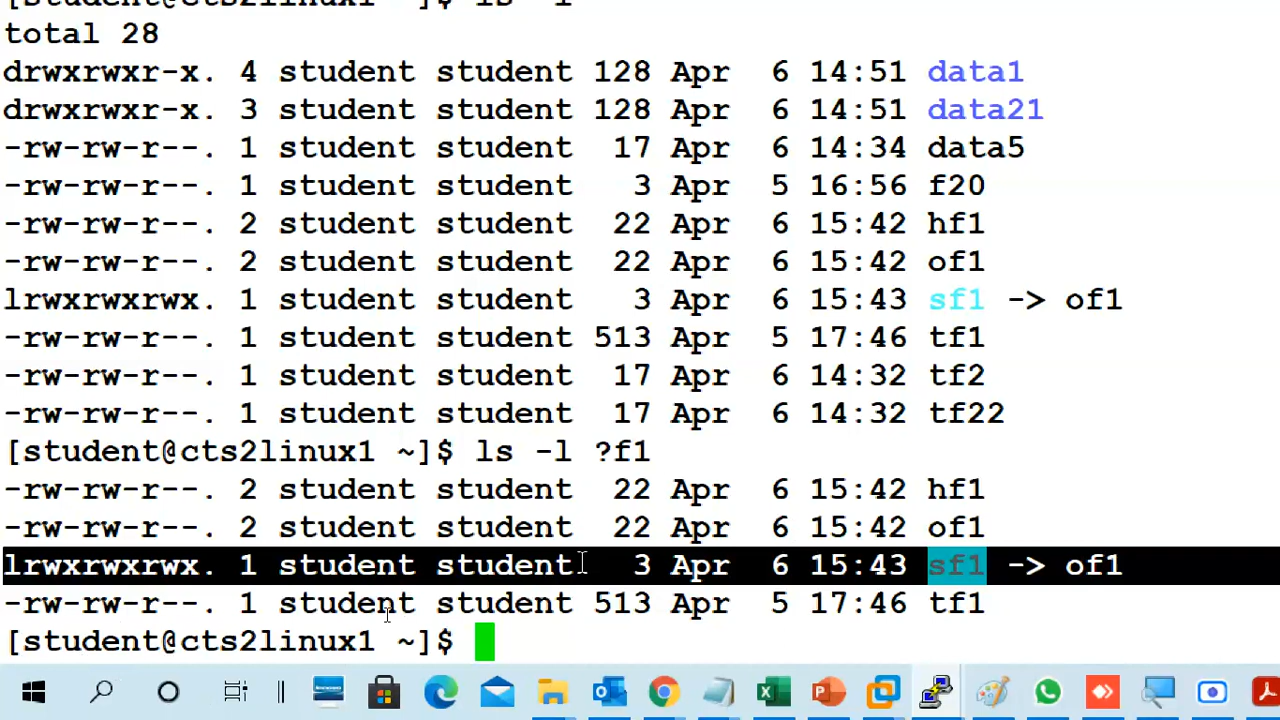 [student@cts2linux1 ~]$ ls -l
total 28
drwxrwxr-x. 4 student student 128 Apr  6 14:51 data1
drwxrwxr-x. 3 student student 128 Apr  6 14:51 data21
-rw-rw-r--. 1 student student  17 Apr  6 14:34 data5
-rw-rw-r--. 1 student student   3 Apr  5 16:56 f20
-rw-rw-r--. 2 student student  22 Apr  6 15:42 hf1
-rw-rw-r--. 2 student student  22 Apr  6 15:42 of1
lrwxrwxrwx. 1 student student   3 Apr  6 15:43 sf1 -> of1
-rw-rw-r--. 1 student student 513 Apr  5 17:46 tf1
-rw-rw-r--. 1 student student  17 Apr  6 14:32 tf2
-rw-rw-r--. 1 student student  17 Apr  6 14:32 tf22
[student@cts2linux1 ~]$ ls -l ?f1
-rw-rw-r--. 2 student student  22 Apr  6 15:42 hf1
-rw-rw-r--. 2 student student  22 Apr  6 15:42 of1
lrwxrwxrwx. 1 student student   3 Apr  6 15:43 sf1 -> of1
-rw-rw-r--. 1 student student 513 Apr  5 17:46 tf1
[student@cts2linux1 ~]$